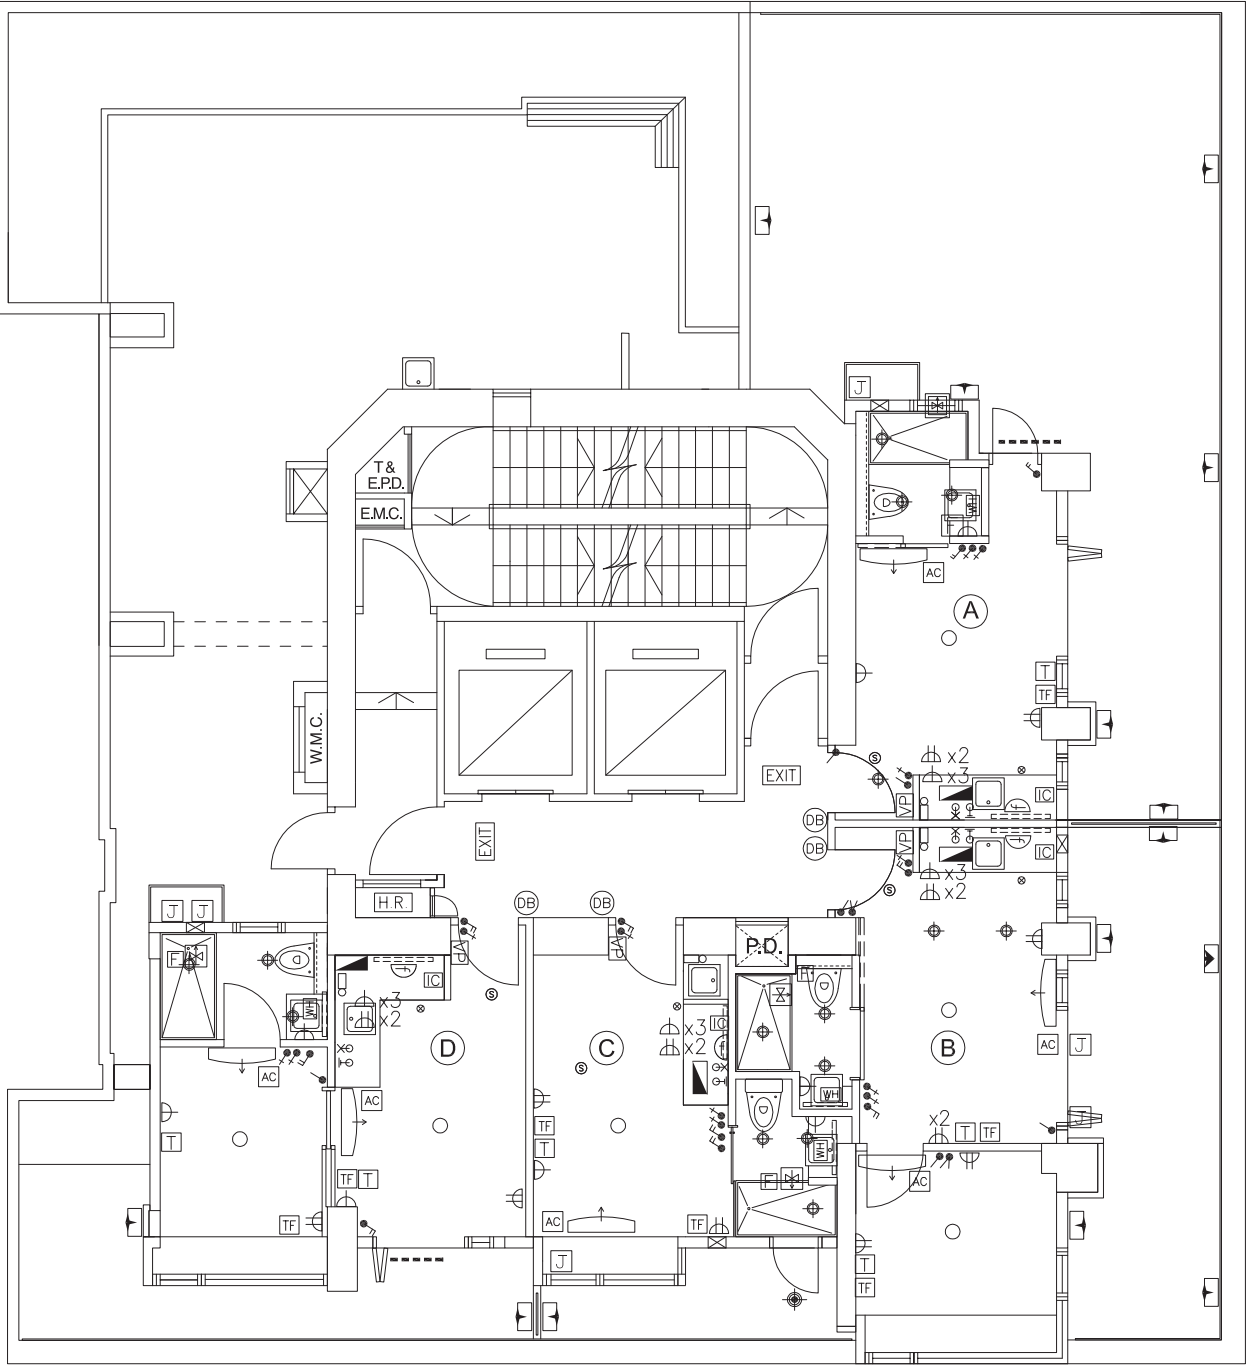 J
T &
E.P.D.
E.M.C.
D
WH
AC
A
T
TF
W.M.C.
S
x2
EXIT
x3
VP
IC
DB
DB
VP
IC
EXIT
x3
S
x2
H.R.
DB
DB
J
J
P.D.
F
D
WH
IC
S
x3
x2
D
C
x3
x2
IC
F
D
B
AC
J
AC
AC
S
WH
D
TF
T
x2
T
TF
J
T
TF
T
WH
F
AC
TF
AC
TF
J
T
TF